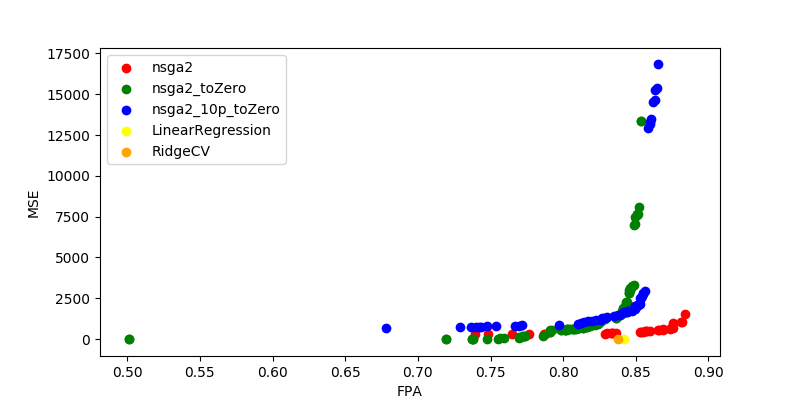 17500
15000
12500
10000
7500
5000
2500
0
MSE
nsga2
nsga2_toZero
nsga2_10p_toZero
LinearRegression
RidgeCV
0.50 0.55 0.60 0.65 0.70 0.75 0.80 0.85 0.90
FPA